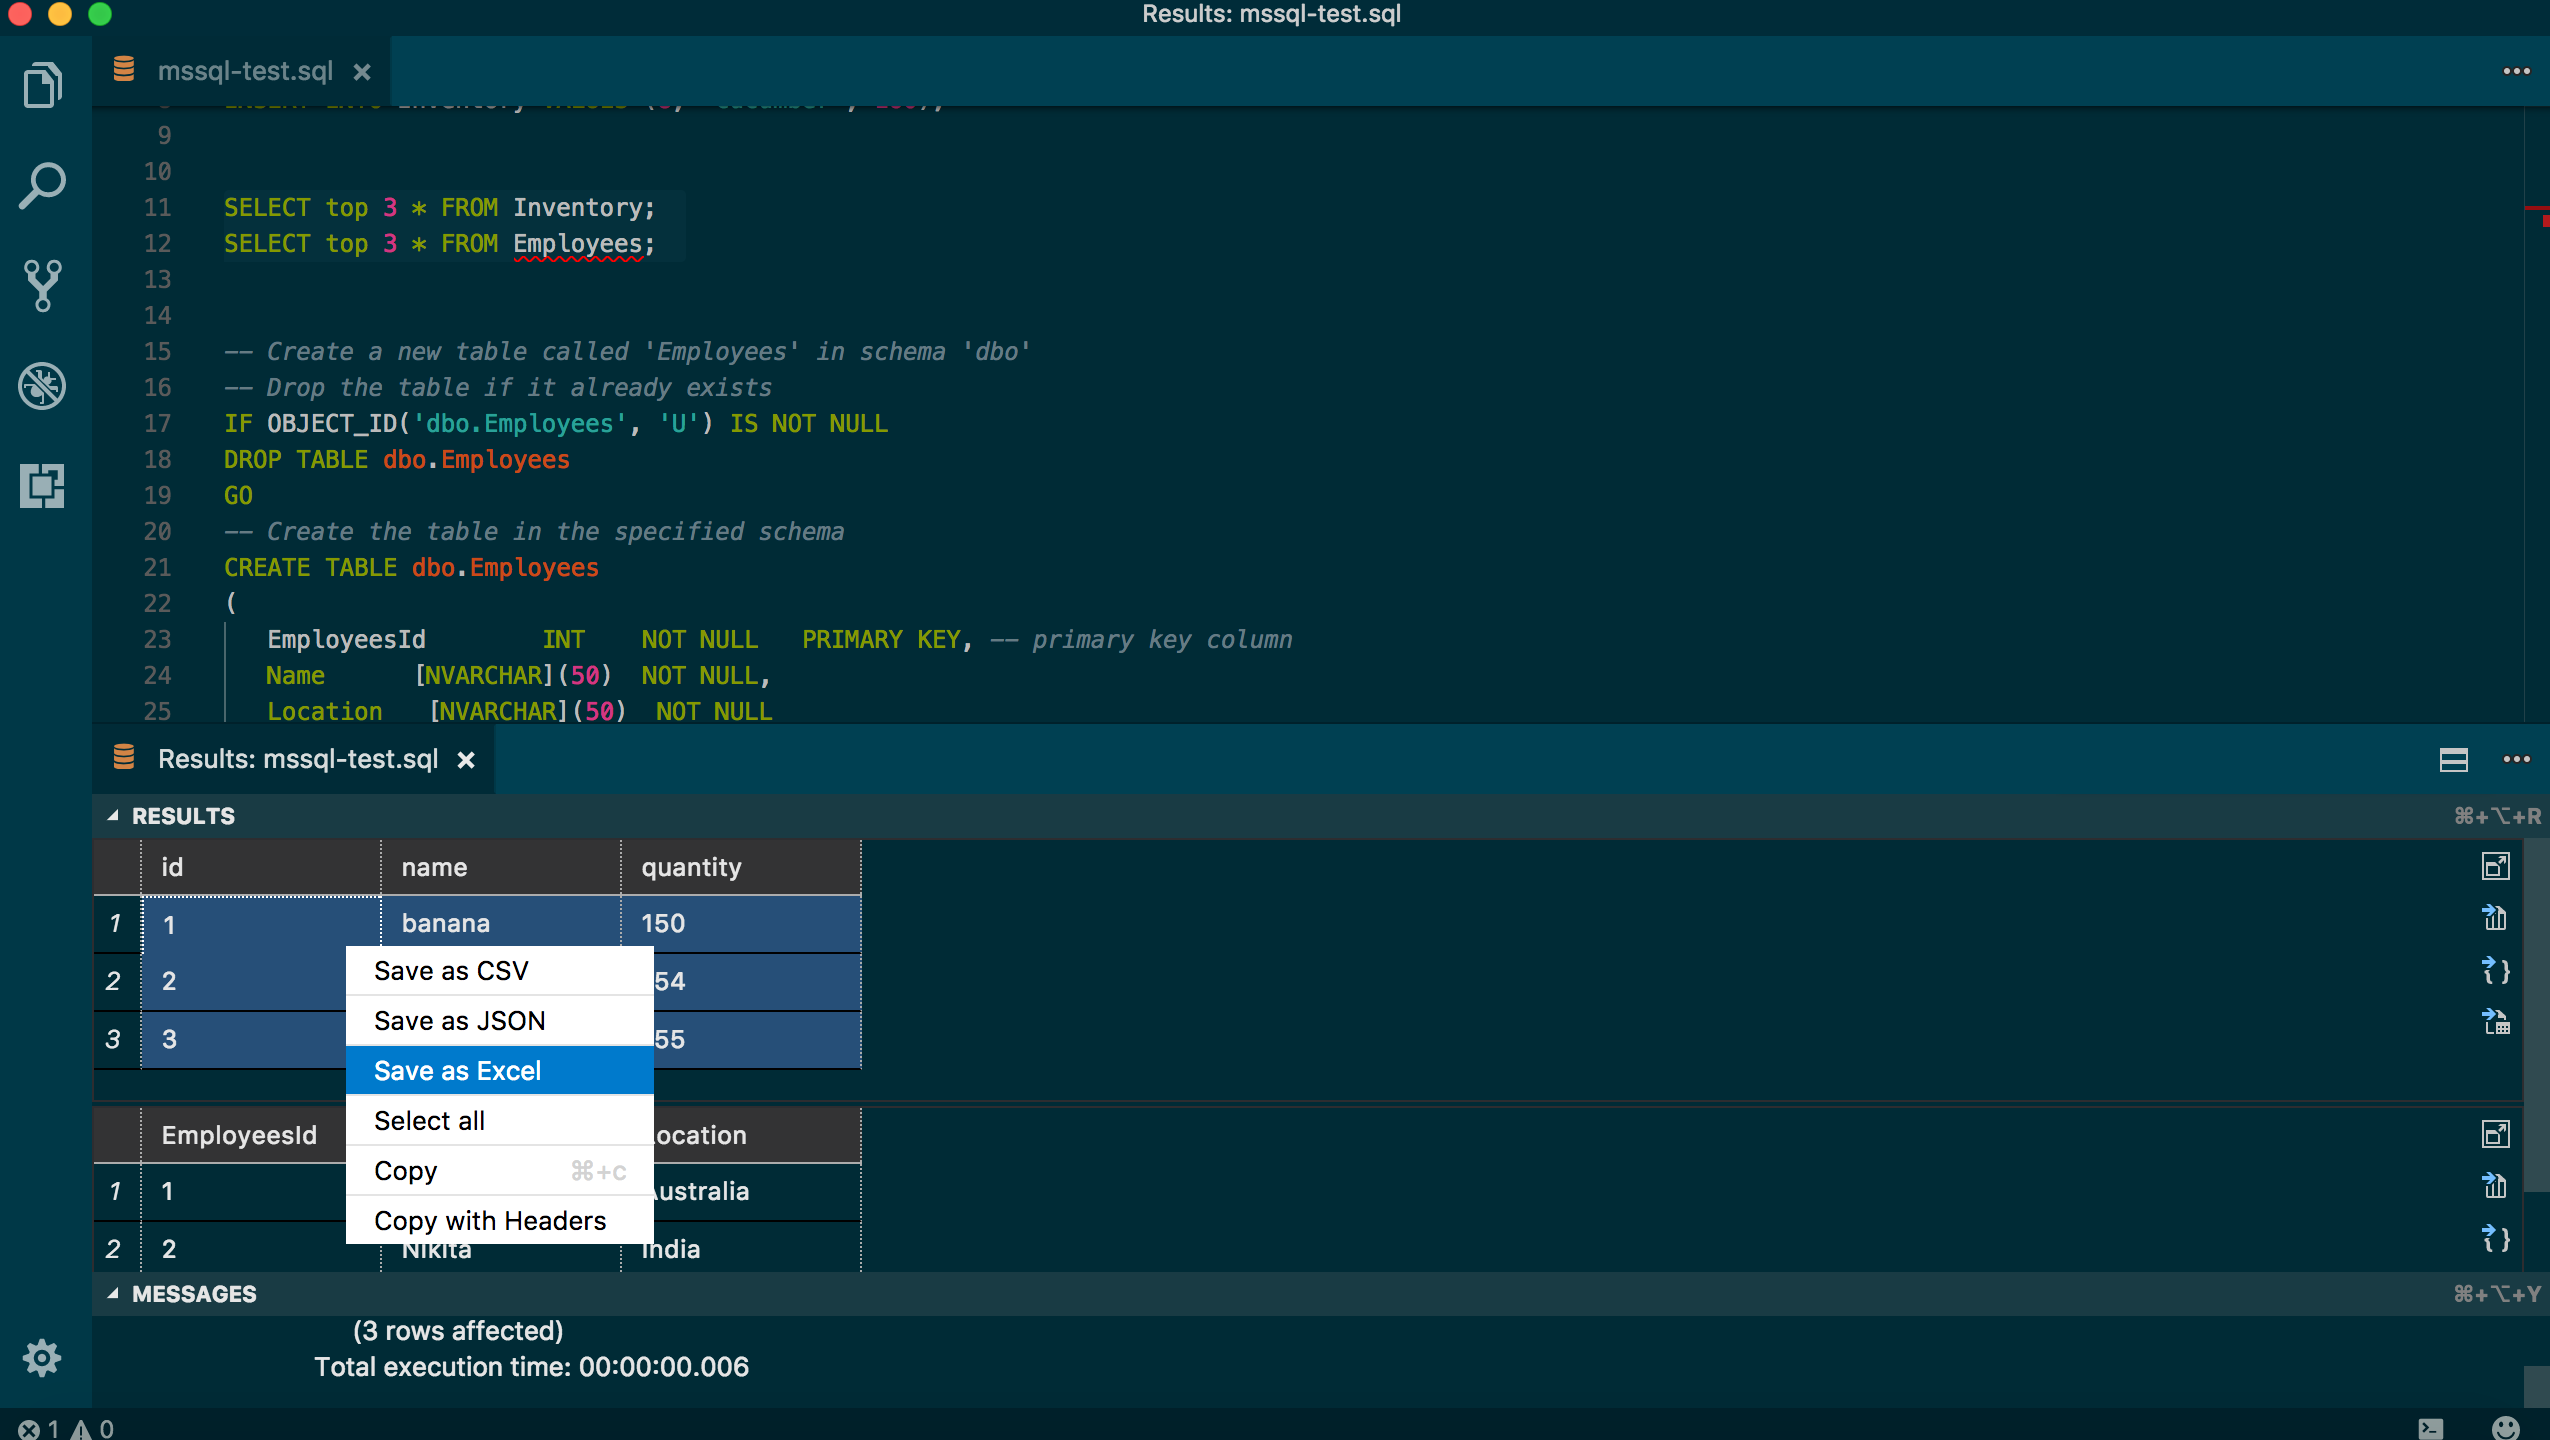 Results: mssql-test.sql
mssql-test.sql
9
10
11 SELECT top 3 * FROM Inventory;
12 SELECT top 3 * FROM Employees;
13
14
15 -- Create a new table called 'Employees' in schema 'dbo'
16 -- Drop the table if it already exists
17 IF OBJECT_ID('dbo.Employees', 'U') IS NOT NULL
18 DROP TABLE dbo.Employees
19 GO
20 -- Create the table in the specified schema
21 CREATE TABLE dbo.Employees
22 (
23 EmployeesId INT NOT NULL PRIMARY KEY, -- primary key column
24 Name [NVARCHAR](50) NOT NULL,
25 Location [NVARCHAR](50) NOT NULL
Results: mssql-test.sql
RESULTS ⌘+⌥+R
id name quantity
1 1 banana 150
2 2 54
3 3 55
Save as CSV
Save as JSON
Save as Excel
Select all
Copy ⌘+c
Copy with Headers
EmployeesId Location
1 1 Australia
2 2 Nikita India
MESSAGES ⌘+⌥+Y
(3 rows affected)
Total execution time: 00:00:00.006
1 0